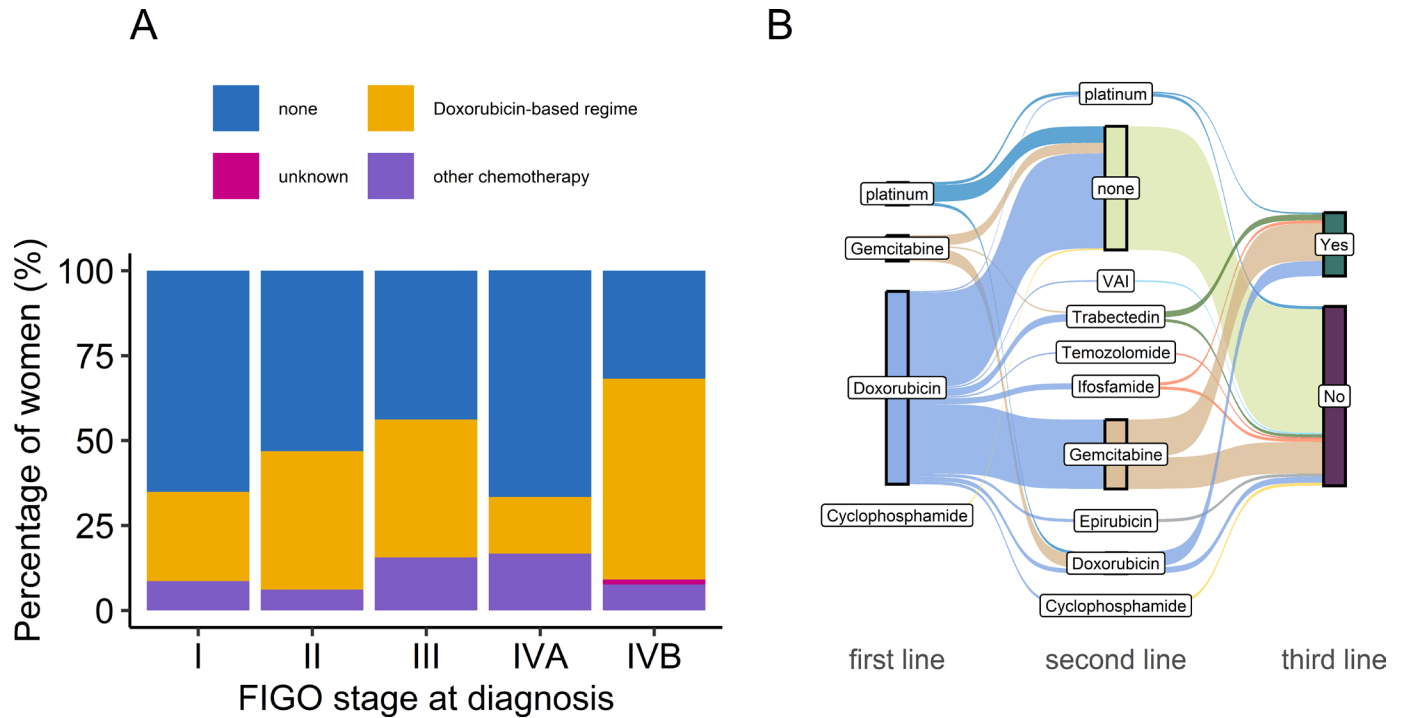 A
none
Doxorubicin-based regime
unknown
other chemotherapy
Percentage of women (%)
100
75
50
25
0
I
II
III
IVA
IVB
FIGO stage at diagnosis
B
platinum
Gemcitabine
Doxorubicin
Cyclophosphamide
platinum
none
VAI
Trabectedin
Temozolomide
Ifosfamide
Gemcitabine
Epirubicin
Doxorubicin
Cyclophosphamide
Yes
No
first line
second line
third line